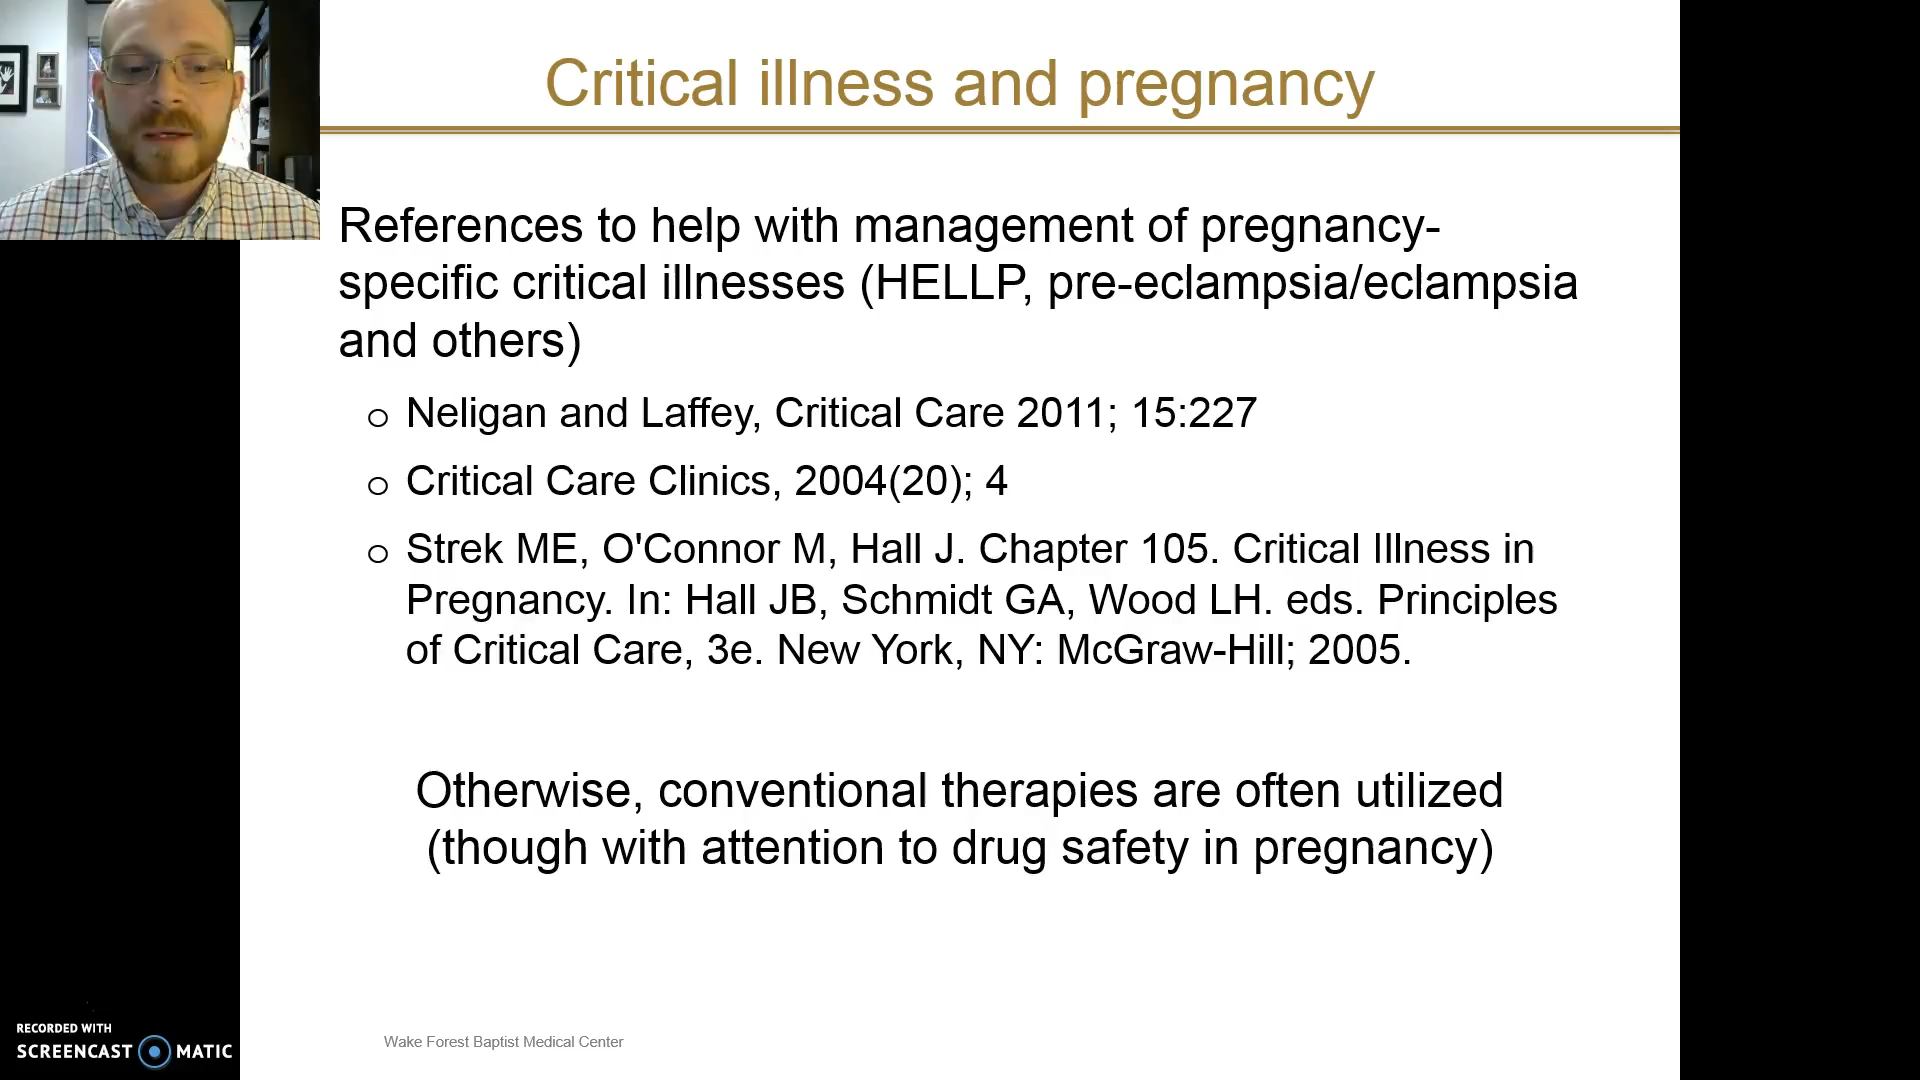 Critical illness and pregnancy
References to help with management of pregnancy-
specific critical illnesses (HELLP, pre-eclampsia/eclampsia
and others)
o Neligan and Laffey, Critical Care 2011; 15:227
o Critical Care Clinics, 2004(20); 4
o Strek ME, O'Connor M, Hall J. Chapter 105. Critical Illness in
Pregnancy. In: Hall JB, Schmidt GA, Wood LH. eds. Principles
of Critical Care, 3e. New York, NY: McGraw-Hill; 2005.
Otherwise, conventional therapies are often utilized
(though with attention to drug safety in pregnancy)
Wake Forest Baptist Medical Center
RECORDED WITH
SCREENCAST MATIC